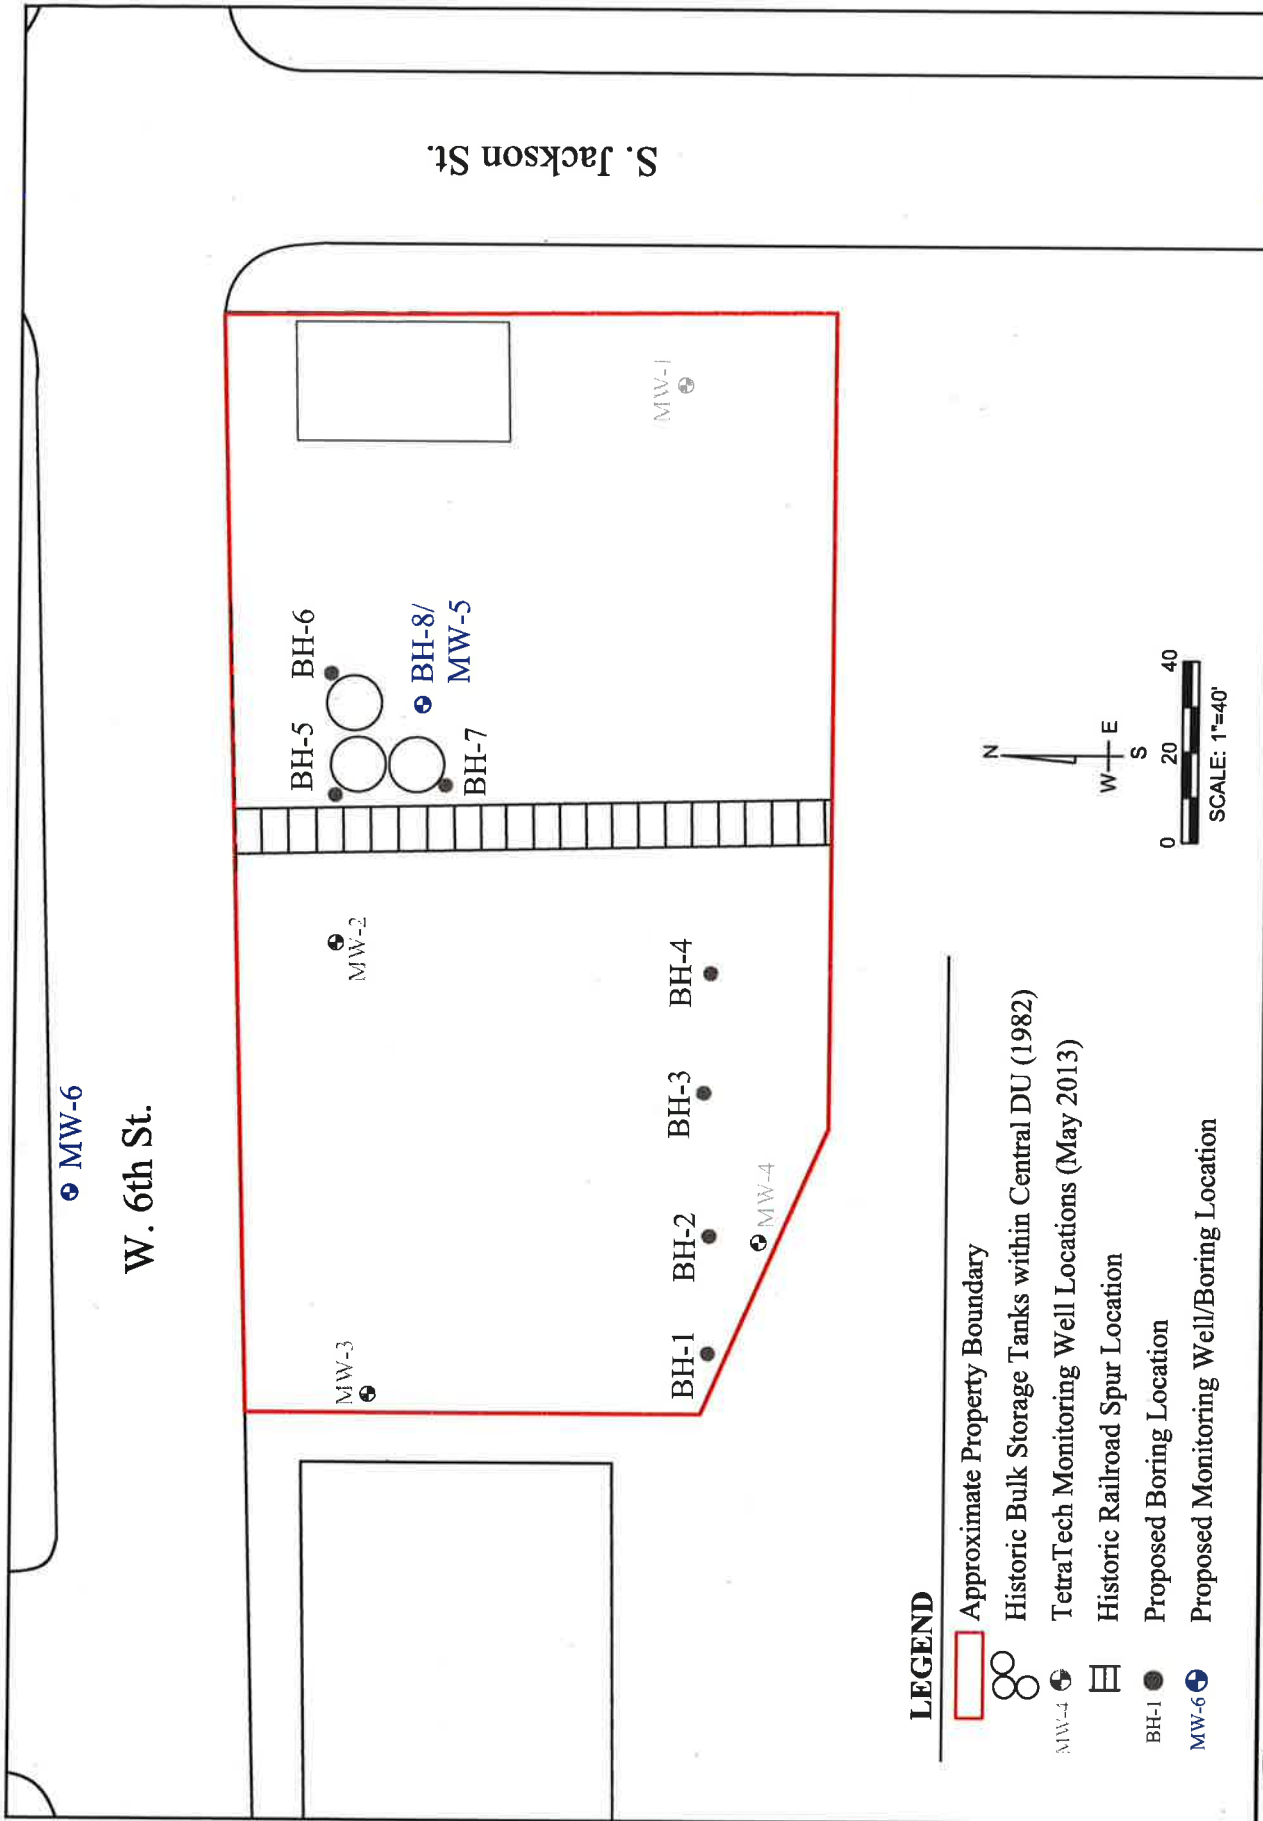 MW-6
W. 6th St.
S. Jackson St.
MW-3
MW-2
BH-5
BH-6
BH-8/
MW-5
BH-7
MW-1
BH-1
BH-2
BH-3
BH-4
MW-4
LEGEND
Approximate Property Boundary
Historic Bulk Storage Tanks within Central DU (1982)
MW-4 TetraTech Monitoring Well Locations (May 2013)
Historic Railroad Spur Location
BH-1 Proposed Boring Location
MW-6 Proposed Monitoring Well/Boring Location
N
W E
S
0 20 40
SCALE: 1"=40'